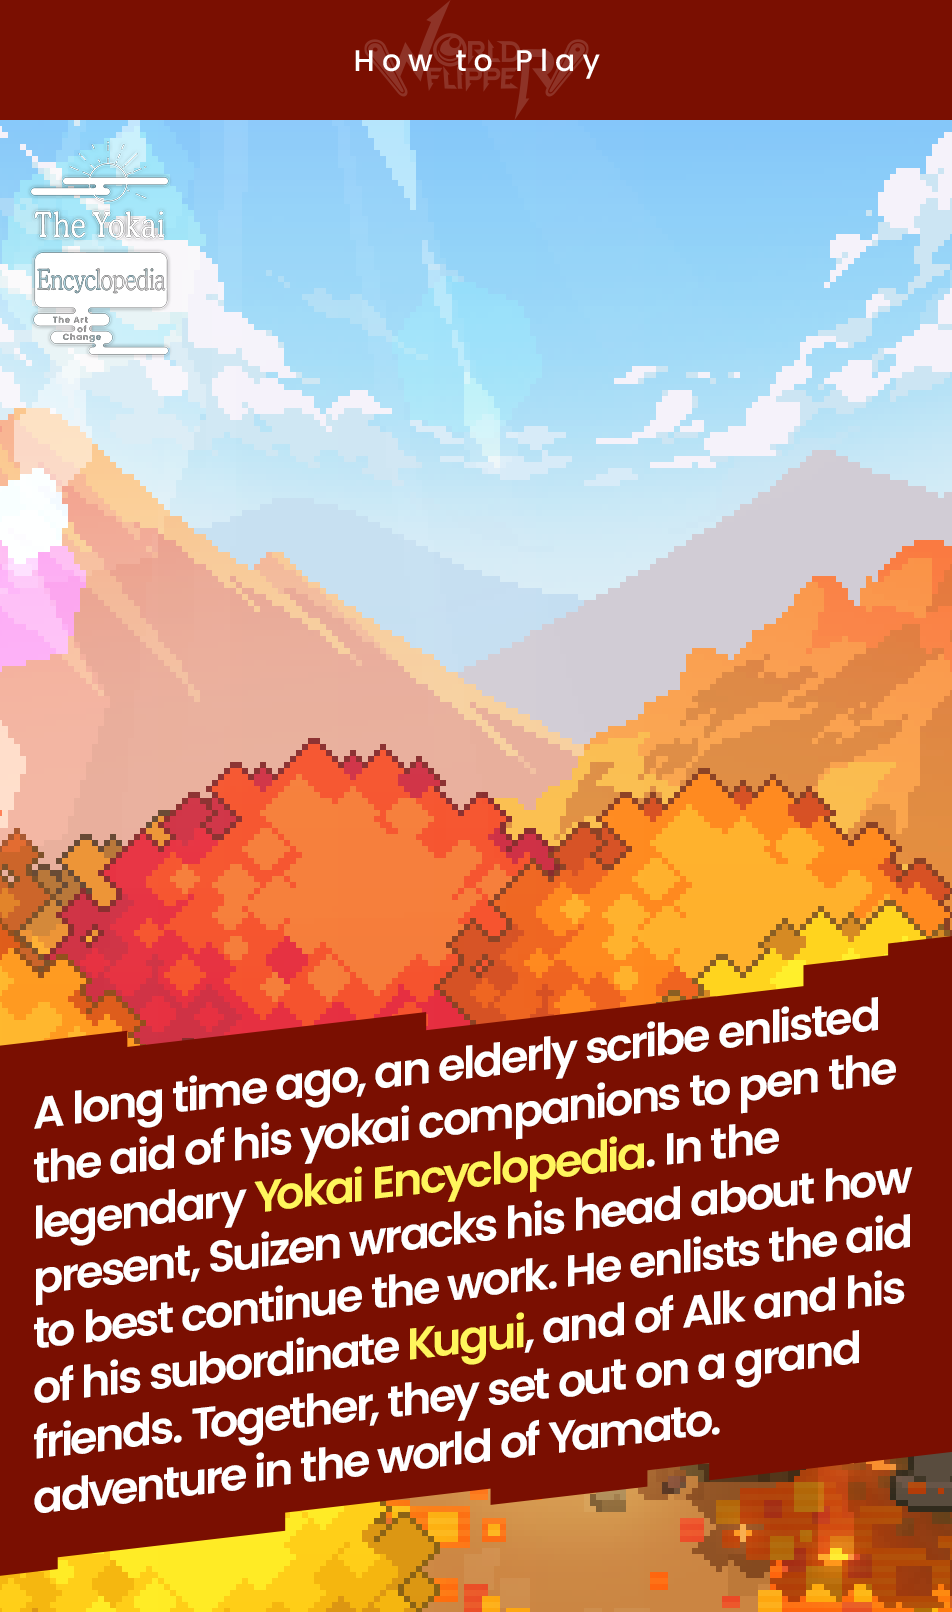 WORLD
FLIPPER
How to Play
The Yokai
Encyclopedia
The Art
of
Change
A long time ago, an elderly scribe enlisted
the aid of his yokai companions to pen the
legendary Yokai Encyclopedia. In the
present, Suizen wracks his head about how
to best continue the work. He enlists the aid
of his subordinate Kugui, and of Alk and his
friends. Together, they set out on a grand
adventure in the world of Yamato.